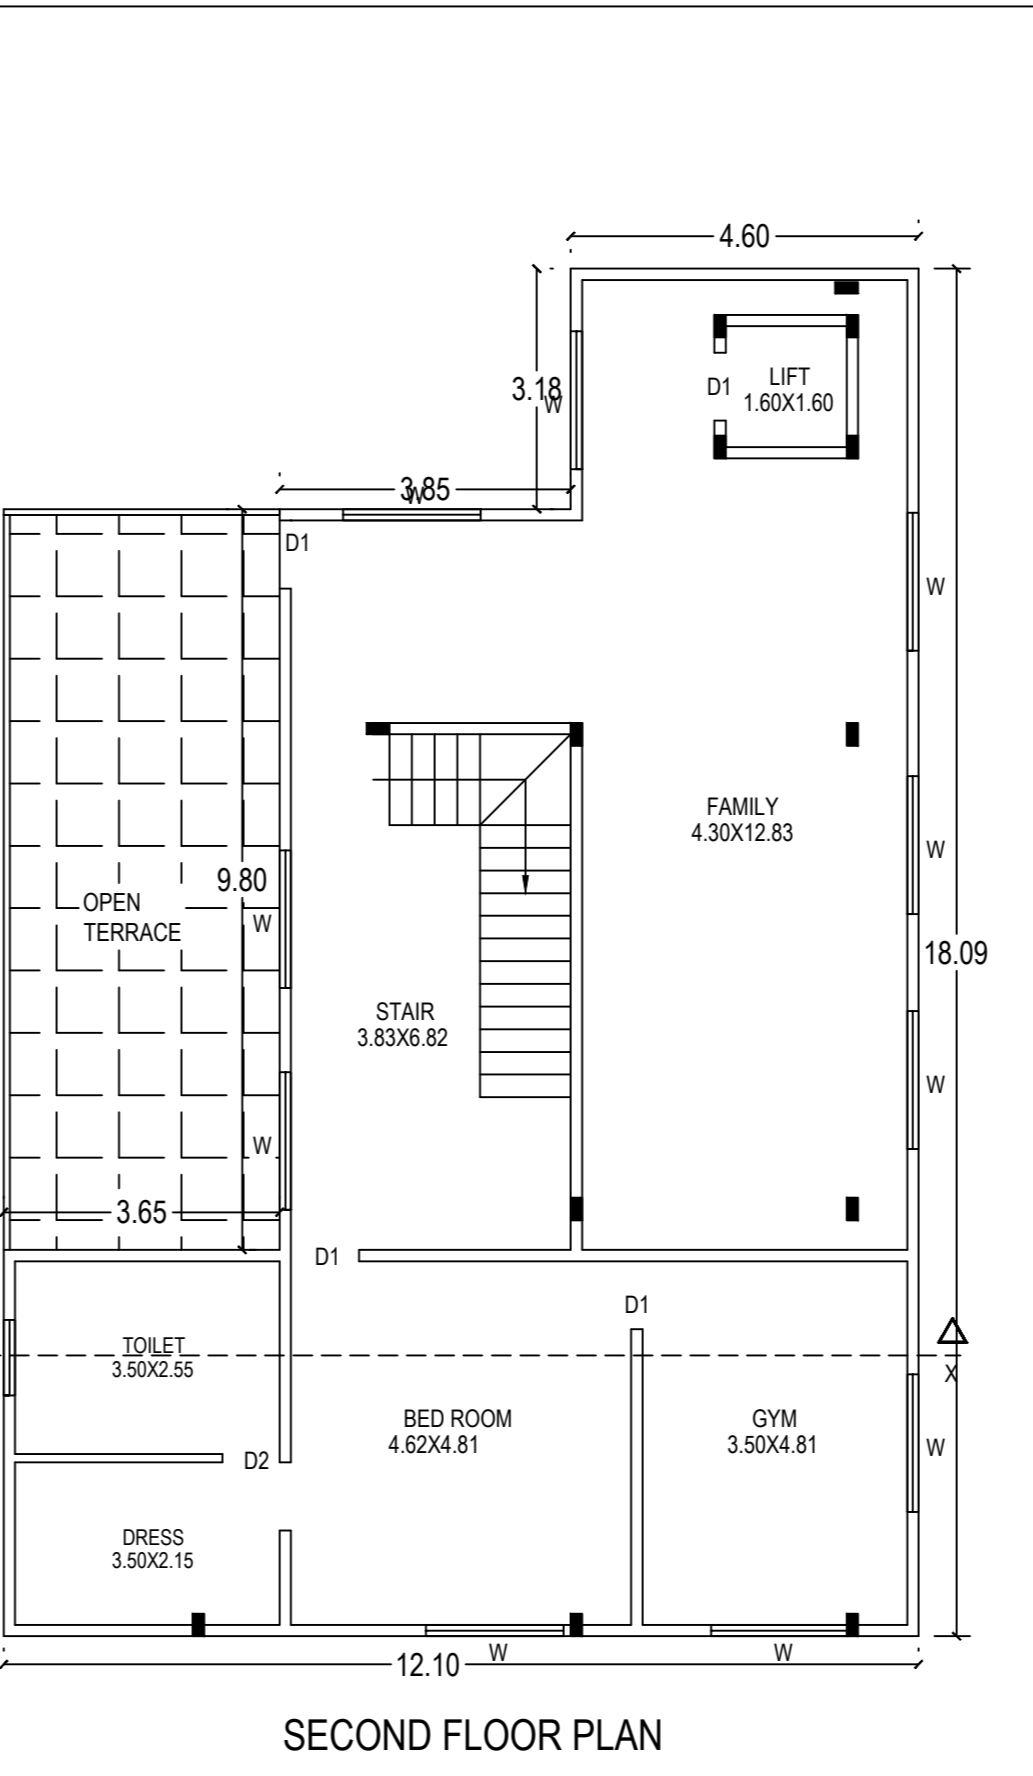 4.60
3.18
W
LIFT
D1
1.60X1.60
3.85
W
D1
W
FAMILY
4.30X12.83
W
9.80
OPEN
TERRACE
W
18.09
STAIR
3.83X6.82
W
W
3.65
D1
D1
TOILET
3.50X2.55
X
BED ROOM
4.62X4.81
GYM
3.50X4.81
W
D2
DRESS
3.50X2.15
W
W
12.10
SECOND FLOOR PLAN